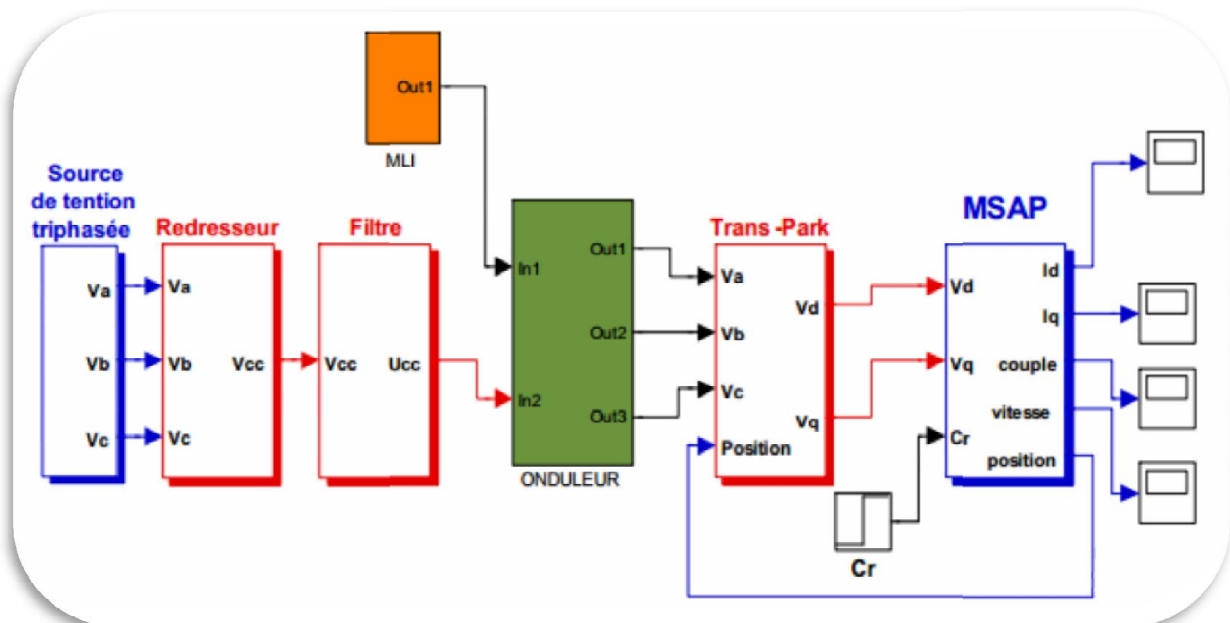 Out1
MLI
Source
de tention
triphasée
Va
Vb
Vc
Redresseur
Va
Vb
Vc
Vcc
Filtre
Vcc
Ucc
In1
In2
Out1
Out2
Out3
ONDULEUR
Trans -Park
Va
Vb
Vc
Position
Vd
Vq
MSAP
Vd
Vq
Cr
Id
Iq
couple
vitesse
position
Cr